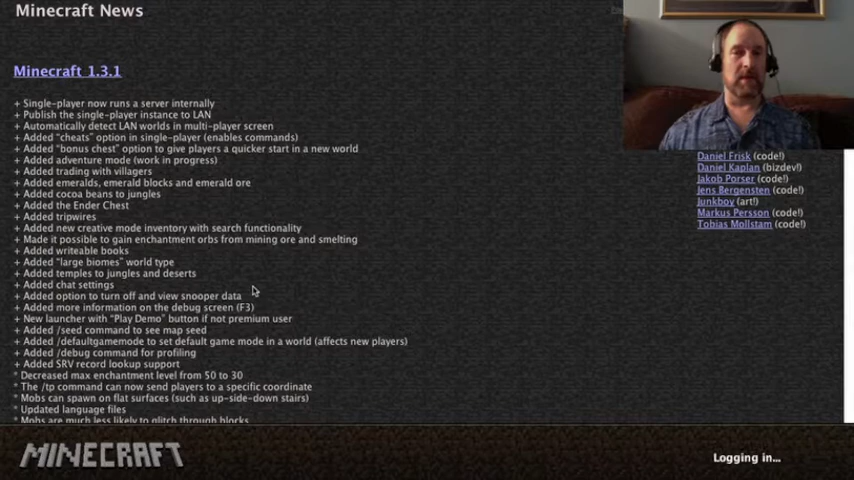 Minecraft News
Minecraft 1.3.1
+ Single-player now runs a server internally
+ Publish the single-player instance to LAN
+ Automatically detect LAN worlds in multi-player screen
+ Added "cheats" option in single-player (enables commands)
+ Added "bonus chest" option to give players a quicker start in a new world
+ Added adventure mode (work in progress)
+ Added trading with villagers
+ Added emeralds, emerald blocks and emerald ore
+ Added cocoa beans to jungles
+ Added the Ender Chest
+ Added tripwires
+ Added new creative mode inventory with search functionality
+ Made it possible to gain enchantment orbs from mining ore and smelting
+ Added writeable books
+ Added "large biomes" world type
+ Added temples to jungles and deserts
+ Added chat settings
+ Added option to turn off and view snooper data
+ Added more information on the debug screen (F3)
+ New launcher with "Play Demo" button if not premium user
+ Added /seed command to see map seed
+ Added /defaultgamemode to set default game mode in a world (affects new players)
+ Added /debug command for profiling
+ Added SRV record lookup support
* Decreased max enchantment level from 50 to 30
* The /tp command can now send players to a specific coordinate
* Mobs can spawn on flat surfaces (such as up-side-down stairs)
* Updated language files
* Mobs are much less likely to glitch through blocks
Daniel Frisk (code!)
Daniel Kaplan (bizdev!)
Jakob Porser (code!)
Jens Bergensten (code!)
Junkboy (art!)
Markus Persson (code!)
Tobias Mollstam (code!)
MINECRAFT
Logging in...